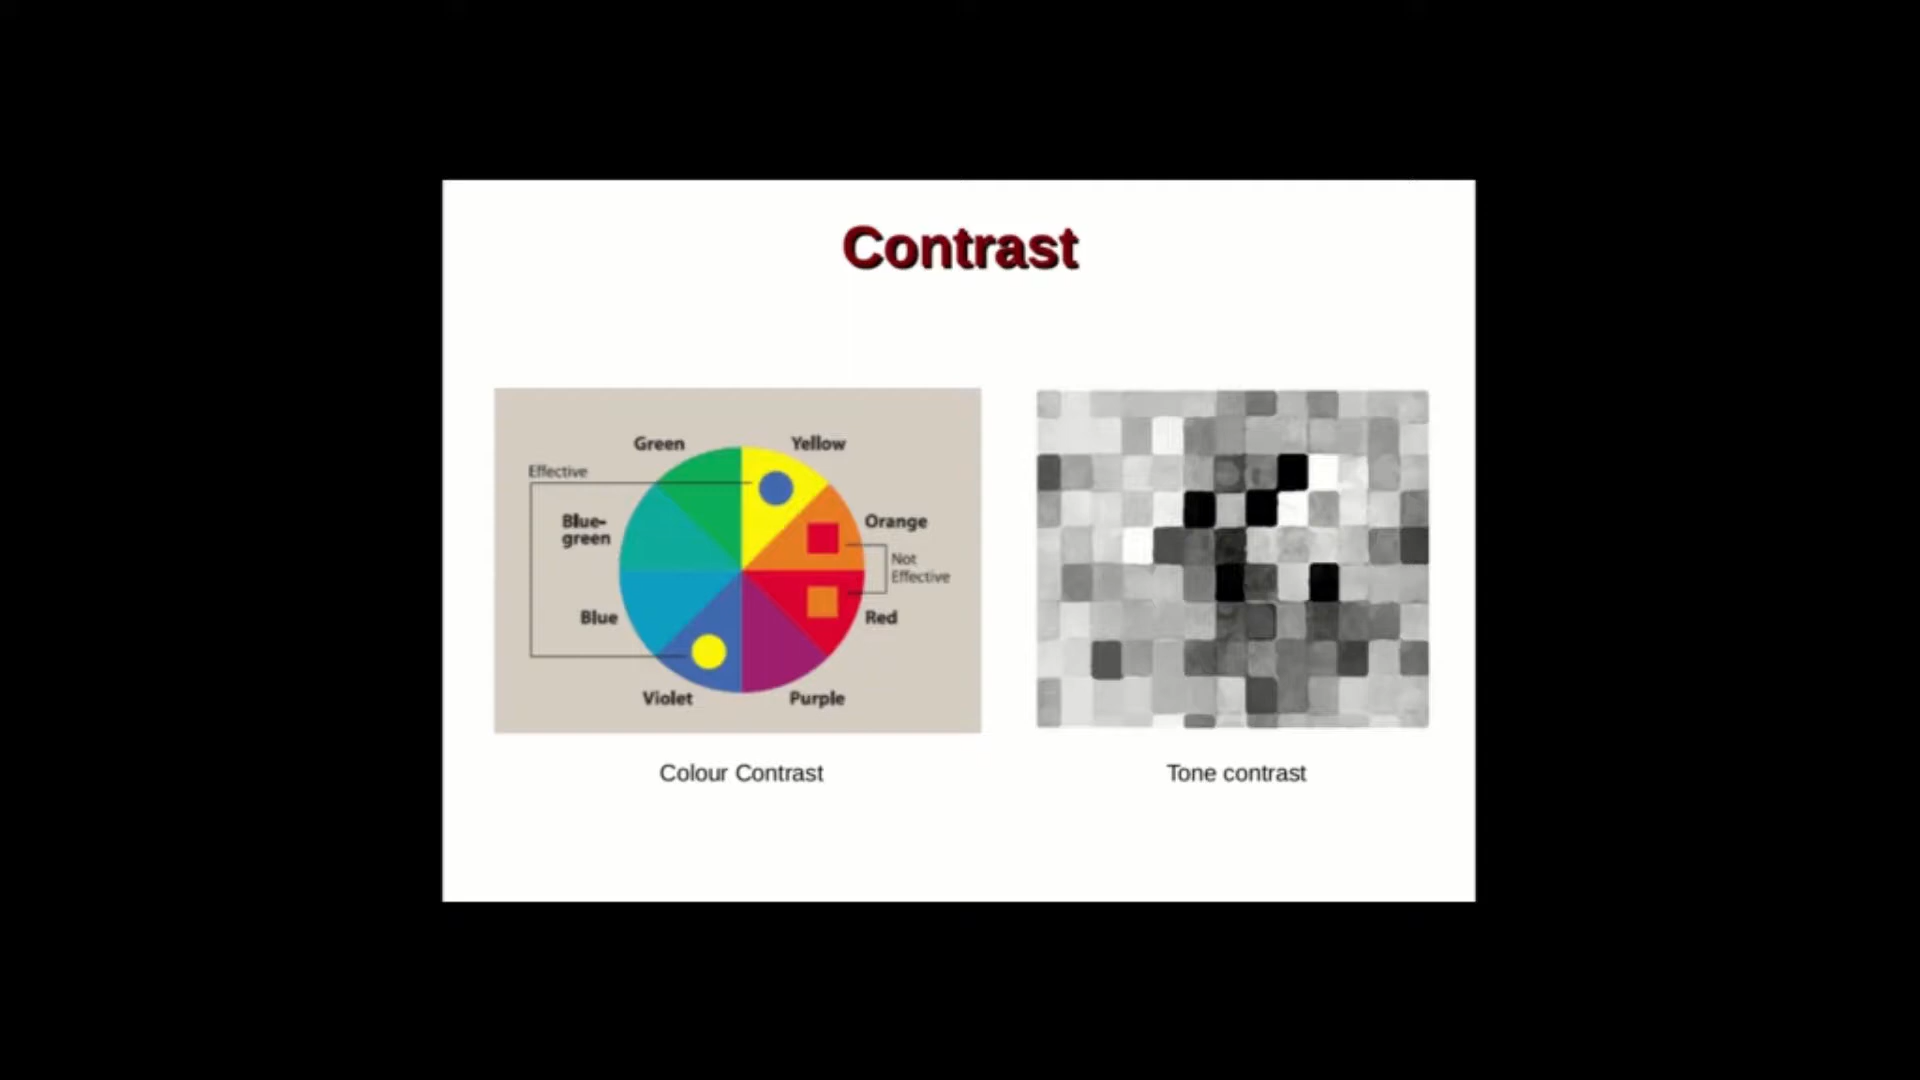 Contrast
Green
Yellow
Effective
Blue-
green
Orange
Not
Effective
Blue
Red
Violet
Purple
Colour Contrast
Tone contrast